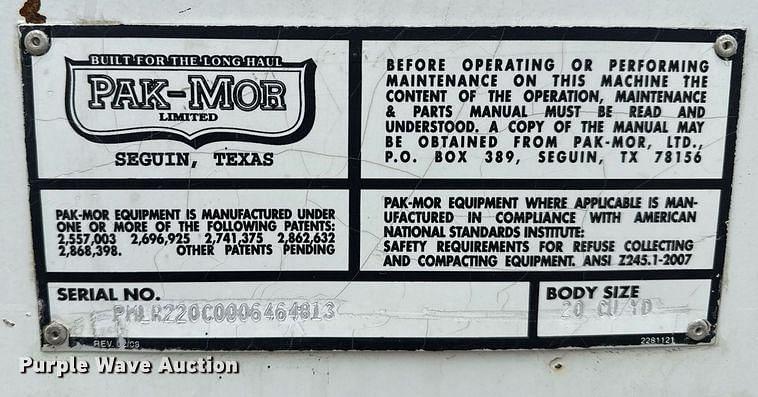 BUILT FOR THE LONG HAUL
PAK-MOR
LIMITED
SEGUIN, TEXAS
BEFORE OPERATING OR PERFORMING
MAINTENANCE ON THIS MACHINE THE
CONTENT OF THE OPERATION, MAINTENANCE
& PARTS MANUAL MUST BE READ AND
UNDERSTOOD. A COPY OF THE MANUAL MAY
BE OBTAINED FROM PAK-MOR, LTD.,
P.O. BOX 389, SEGUIN, TX 78156
PAK-MOR EQUIPMENT IS MANUFACTURED UNDER
ONE OR MORE OF THE FOLLOWING PATENTS:
2,557,003 2,696,925 2,741,375 2,862,632
2,868,398. OTHER PATENTS PENDING
PAK-MOR EQUIPMENT WHERE APPLICABLE IS MAN-
UFACTURED IN COMPLIANCE WITH AMERICAN
NATIONAL STANDARDS INSTITUTE:
SAFETY REQUIREMENTS FOR REFUSE COLLECTING
AND COMPACTING EQUIPMENT. ANSI Z245.1-2007
SERIAL NO.
PMLR220C0006464813
BODY SIZE
20 CU/YD
REV. 02/08
2281121
Purple Wave Auction